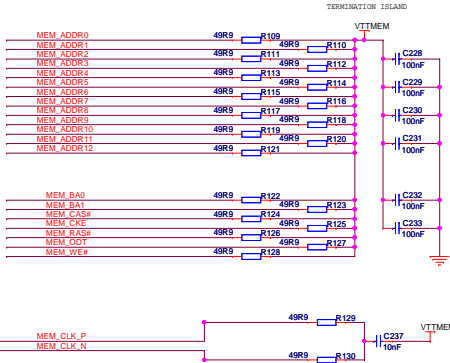 TERMINATION ISLAND
VTTMEM
MEM_ADDR0 49R9 R109
MEM_ADDR1 49R9 R110
MEM_ADDR2 49R9 R111
MEM_ADDR3 49R9 R112
MEM_ADDR4 49R9 R113
MEM_ADDR5 49R9 R114
MEM_ADDR6 49R9 R115
MEM_ADDR7 49R9 R116
MEM_ADDR8 49R9 R117
MEM_ADDR9 49R9 R118
MEM_ADDR10 49R9 R119
MEM_ADDR11 49R9 R120
MEM_ADDR12 49R9 R121
C228
100nF
C229
100nF
C230
100nF
C231
100nF
MEM_BA0 49R9 R122
MEM_BA1 49R9 R123
MEM_CAS# 49R9 R124
MEM_CKE 49R9 R125
MEM_RAS# 49R9 R126
MEM_ODT 49R9 R127
MEM_WE# 49R9 R128
C232
100nF
C233
100nF
49R9 R129
MEM_CLK_P
MEM_CLK_N
49R9 R130
C237
10nF
VTTMEM